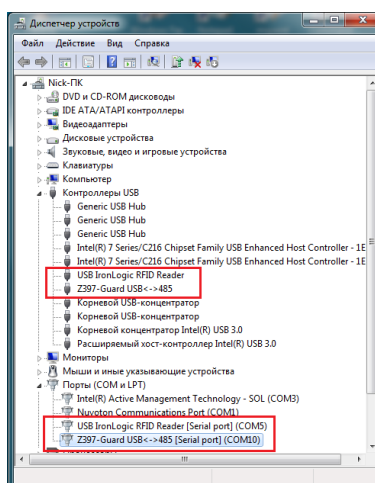 Диспетчер устройств
Файл Действие Вид Справка
Nick-ПК
DVD и CD-ROM дисководы
IDE ATA/ATAPI контроллеры
Видеоадаптеры
Дисковые устройства
Звуковые, видео и игровые устройства
Клавиатуры
Компьютер
Контроллеры USB
Generic USB Hub
Generic USB Hub
Generic USB Hub
Intel(R) 7 Series/C216 Chipset Family USB Enhanced Host Controller - 1E
Intel(R) 7 Series/C216 Chipset Family USB Enhanced Host Controller - 1E
USB IronLogic RFID Reader
Z397-Guard USB<->485
Корневой USB-концентратор
Корневой USB-концентратор
Корневой концентратор Intel(R) USB 3.0
Расширяемый хост-контроллер Intel(R) USB 3.0
Мониторы
Мыши и иные указывающие устройства
Порты (COM и LPT)
Intel(R) Active Management Technology - SOL (COM3)
Nuvoton Communications Port (COM1)
USB IronLogic RFID Reader [Serial port] (COM5)
Z397-Guard USB<->485 [Serial port] (COM10)